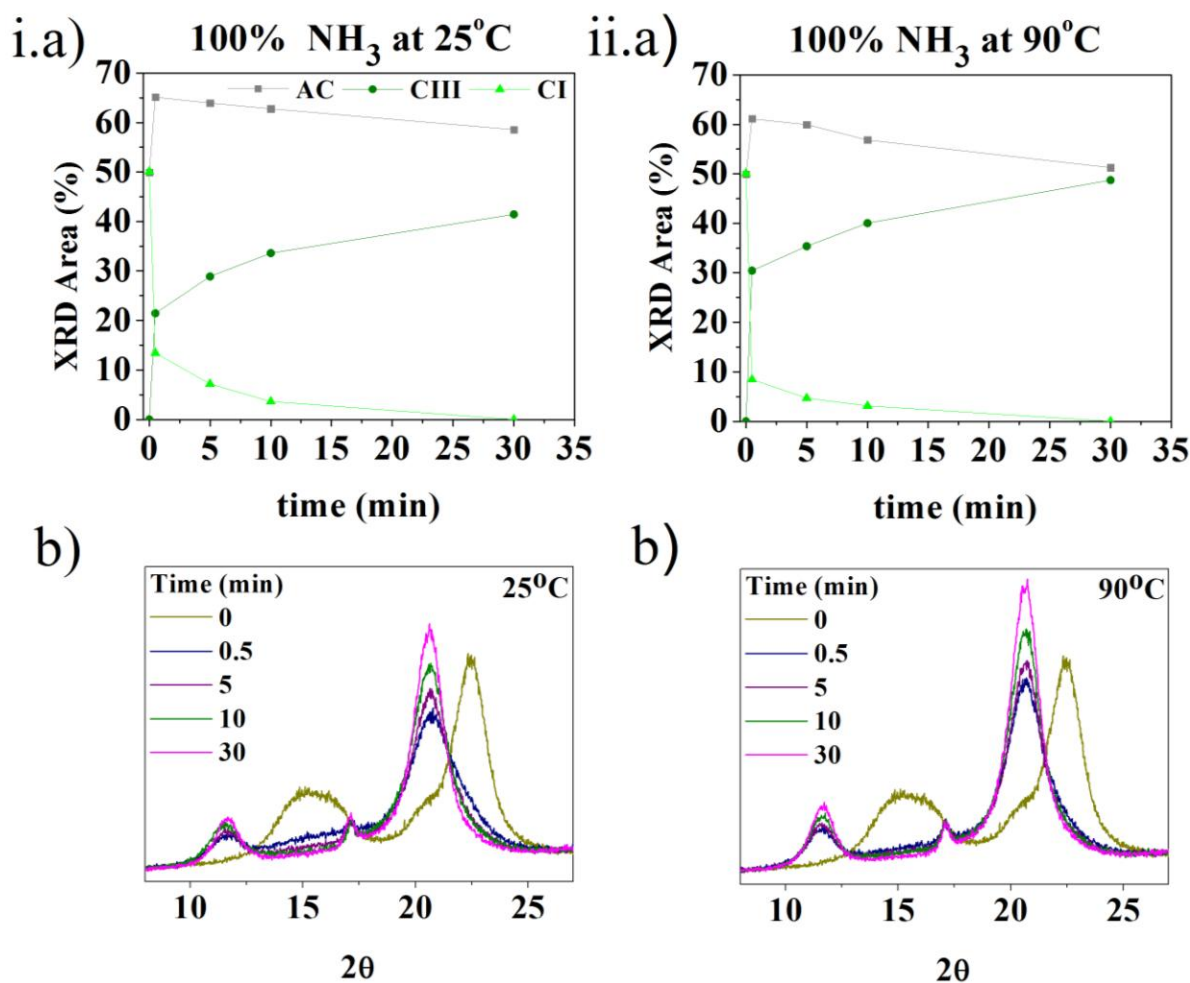 i.a) 100% NH3 at 25°C
70
60
50
40
30
20
10
0
XRD Area (%)
AC CIII CI
0 5 10 15 20 25 30 35
time (min)
ii.a) 100% NH3 at 90°C
70
60
50
40
30
20
10
0
XRD Area (%)
0 5 10 15 20 25 30 35
time (min)
b)
Time (min)
0
0.5
5
10
30
25°C
10 15 20 25
2θ
b)
Time (min)
0
0.5
5
10
30
90°C
10 15 20 25
2θ